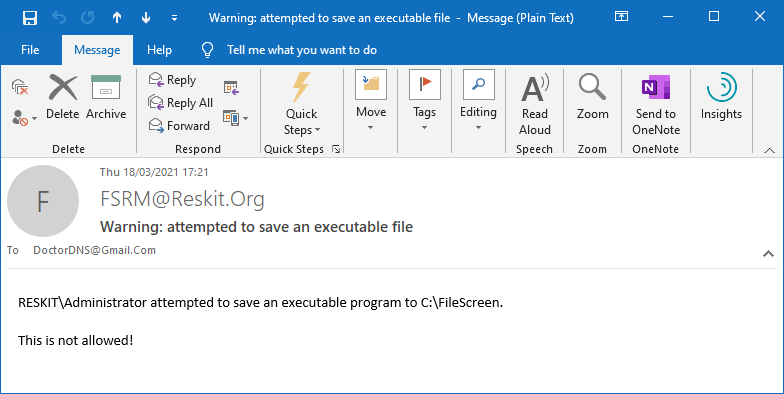 Warning: attempted to save an executable file - Message (Plain Text)
File Message Help Tell me what you want to do
Delete Archive
Reply
Reply All
Forward
Quick Steps
Move
Tags
Editing
Read Aloud
Zoom
Send to OneNote
Insights
Delete Respond Quick Steps Speech Zoom OneNote
Thu 18/03/2021 17:21
F
FSRM@Reskit.Org
Warning: attempted to save an executable file
To DoctorDNS@Gmail.Com
RESKIT\Administrator attempted to save an executable program to C:\FileScreen.
This is not allowed!